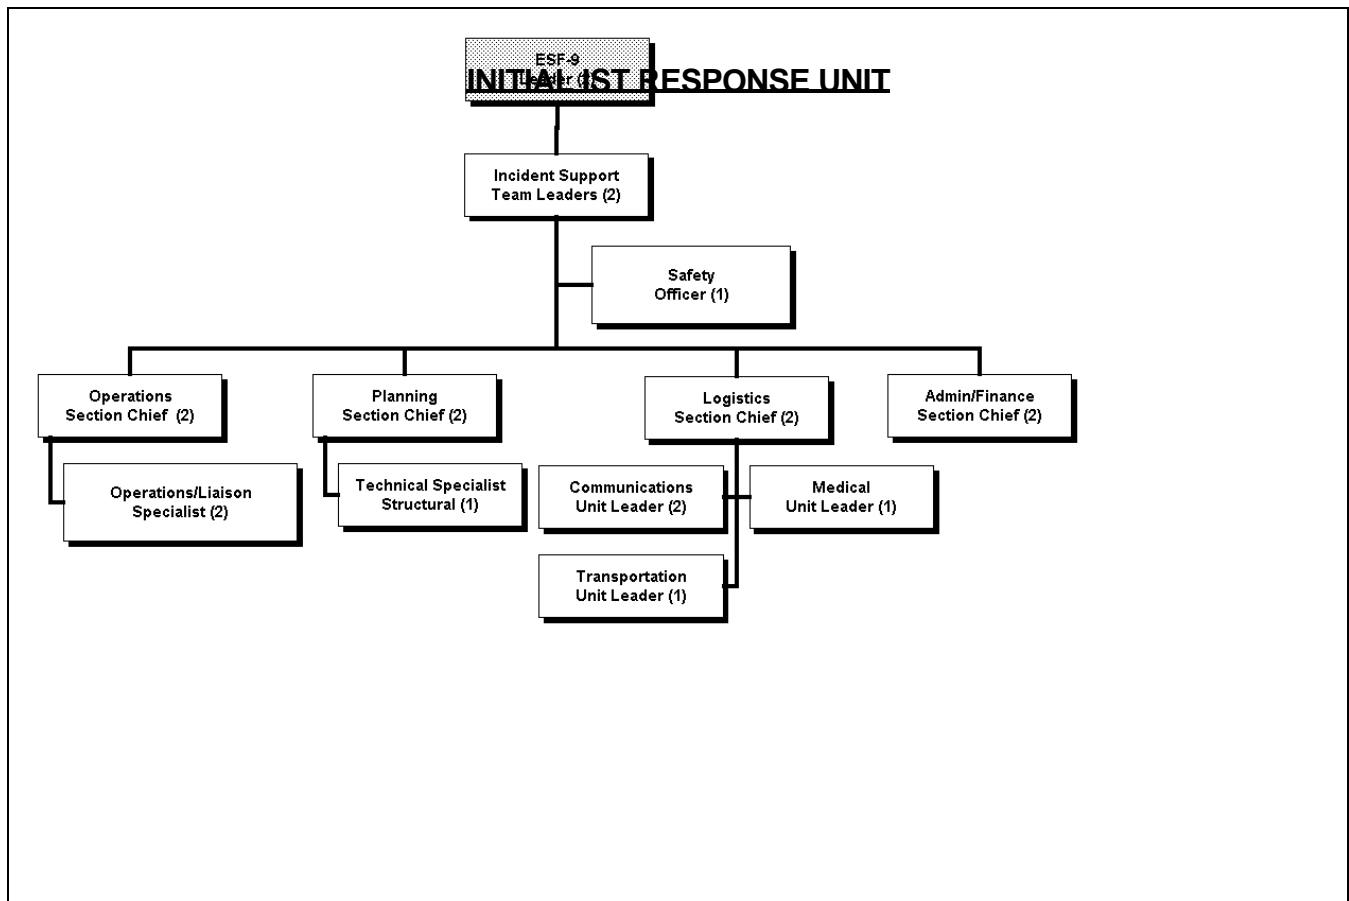 ESF-9
Leader
INITIAL IST RESPONSE UNIT
Incident Support
Team Leaders (2)
Safety
Officer (1)
Operations
Section Chief (2)
Planning
Section Chief (2)
Logistics
Section Chief (2)
Admin/Finance
Section Chief (2)
Operations/Liaison
Specialist (2)
Technical Specialist
Structural (1)
Communications
Unit Leader (2)
Medical
Unit Leader (1)
Transportation
Unit Leader (1)